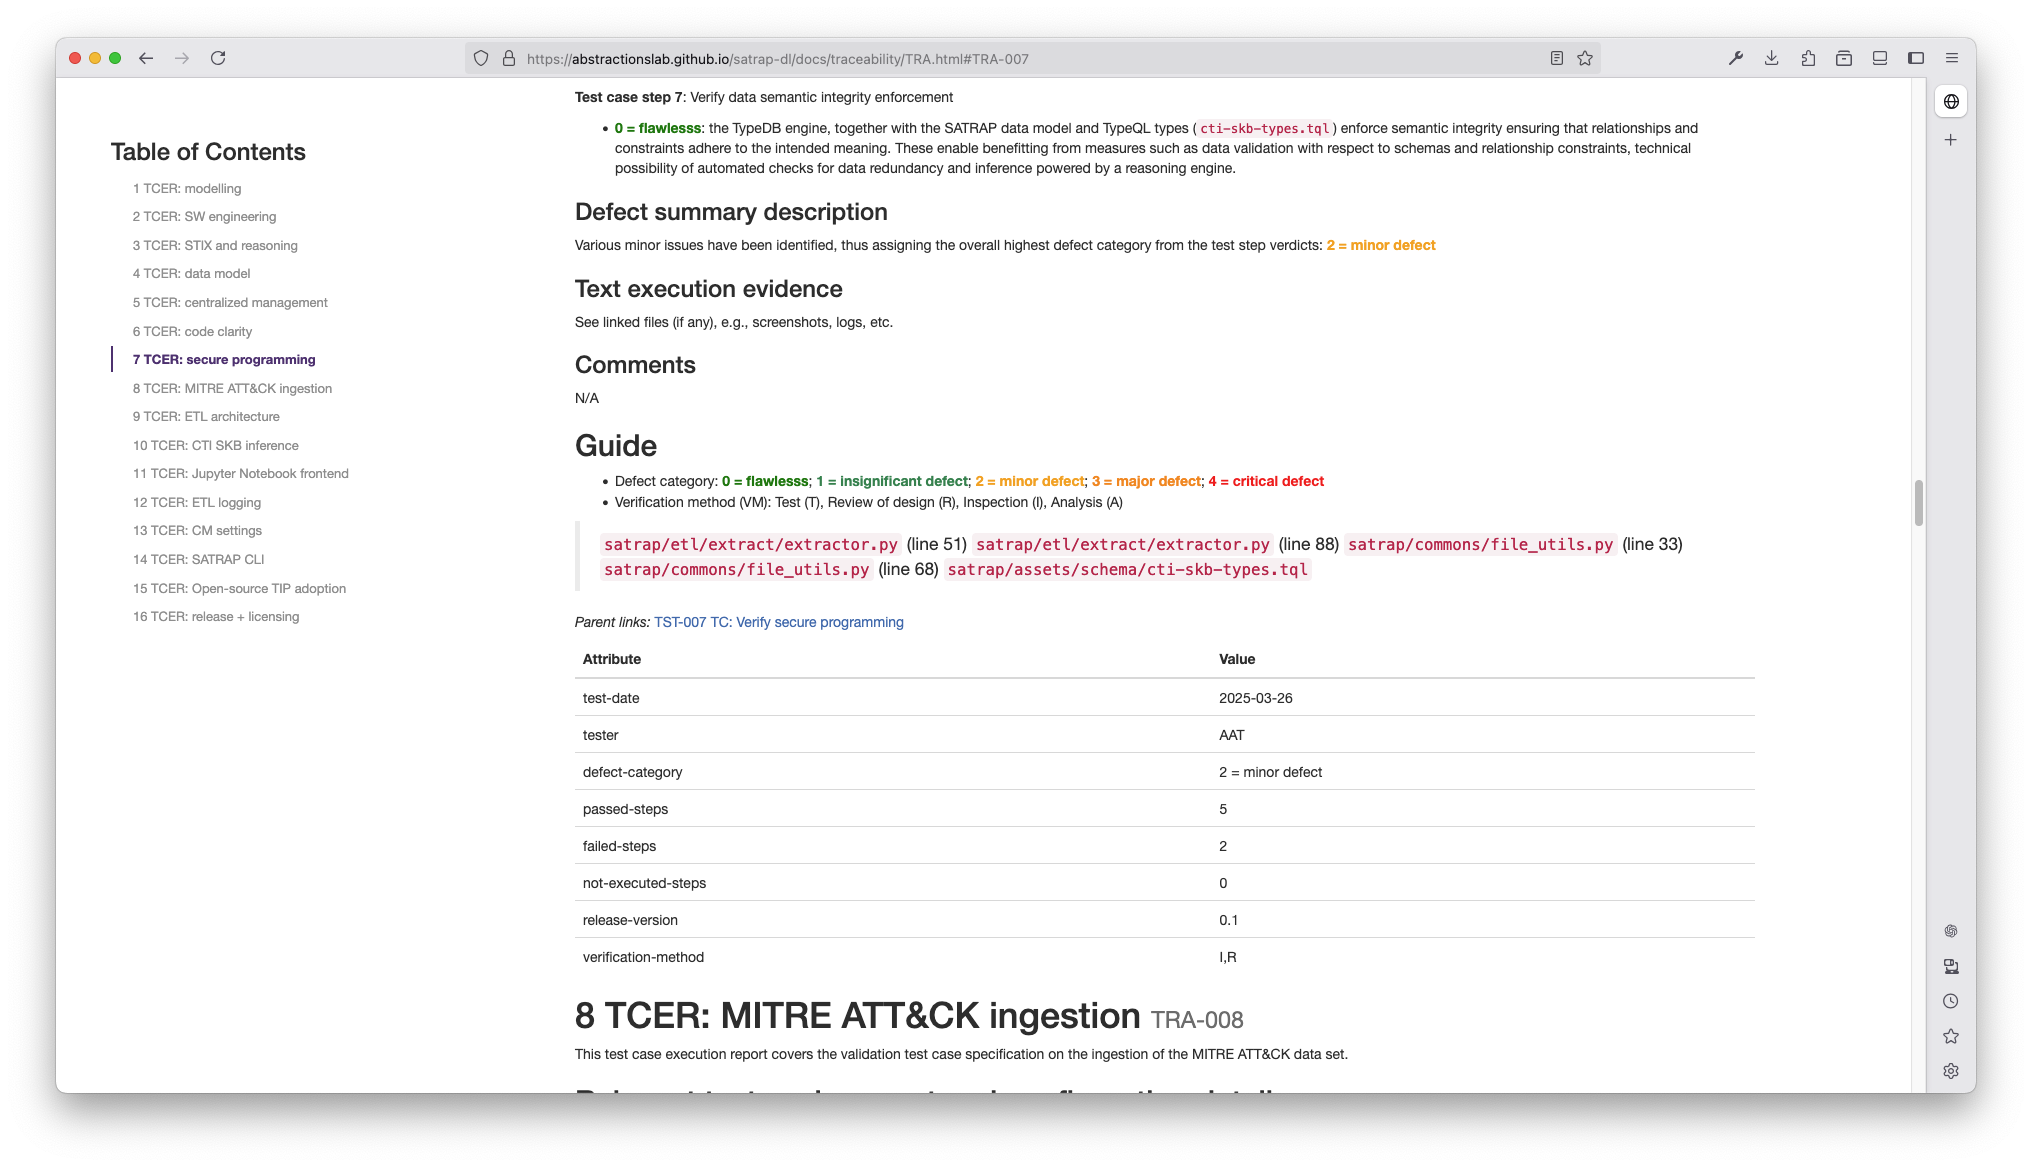 https://abstractionslab.github.io/satrap-dl/docs/traceability/TRA.html#TRA-007
Table of Contents
1 TCER: modelling
2 TCER: SW engineering
3 TCER: STIX and reasoning
4 TCER: data model
5 TCER: centralized management
6 TCER: code clarity
7 TCER: secure programming
8 TCER: MITRE ATT&CK ingestion
9 TCER: ETL architecture
10 TCER: CTI SKB inference
11 TCER: Jupyter Notebook frontend
12 TCER: ETL logging
13 TCER: CM settings
14 TCER: SATRAP CLI
15 TCER: Open-source TIP adoption
16 TCER: release + licensing
Test case step 7: Verify data semantic integrity enforcement
• 0 = flawlesss: the TypeDB engine, together with the SATRAP data model and TypeQL types (cti-skb-types.tql) enforce semantic integrity ensuring that relationships and
constraints adhere to the intended meaning. These enable benefitting from measures such as data validation with respect to schemas and relationship constraints, technical
possibility of automated checks for data redundancy and inference powered by a reasoning engine.
Defect summary description
Various minor issues have been identified, thus assigning the overall highest defect category from the test step verdicts: 2 = minor defect
Text execution evidence
See linked files (if any), e.g., screenshots, logs, etc.
Comments
N/A
Guide
• Defect category: 0 = flawlesss; 1 = insignificant defect; 2 = minor defect; 3 = major defect; 4 = critical defect
• Verification method (VM): Test (T), Review of design (R), Inspection (I), Analysis (A)
satrap/etl/extract/extractor.py (line 51) satrap/etl/extract/extractor.py (line 88) satrap/commons/file_utils.py (line 33)
satrap/commons/file_utils.py (line 68) satrap/assets/schema/cti-skb-types.tql
Parent links: TST-007 TC: Verify secure programming
Attribute Value
test-date 2025-03-26
tester AAT
defect-category 2 = minor defect
passed-steps 5
failed-steps 2
not-executed-steps 0
release-version 0.1
verification-method I,R
8 TCER: MITRE ATT&CK ingestion TRA-008
This test case execution report covers the validation test case specification on the ingestion of the MITRE ATT&CK data set.